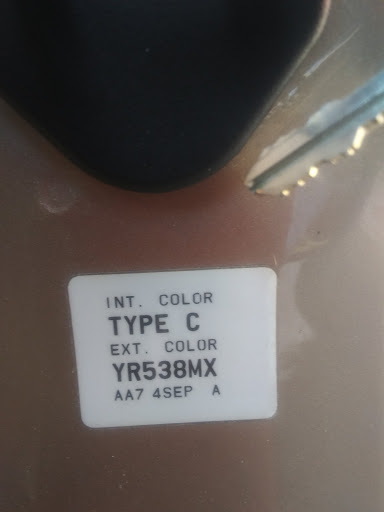 INT. COLOR
TYPE C
EXT. COLOR
YR538MX
AA7 4SEP A